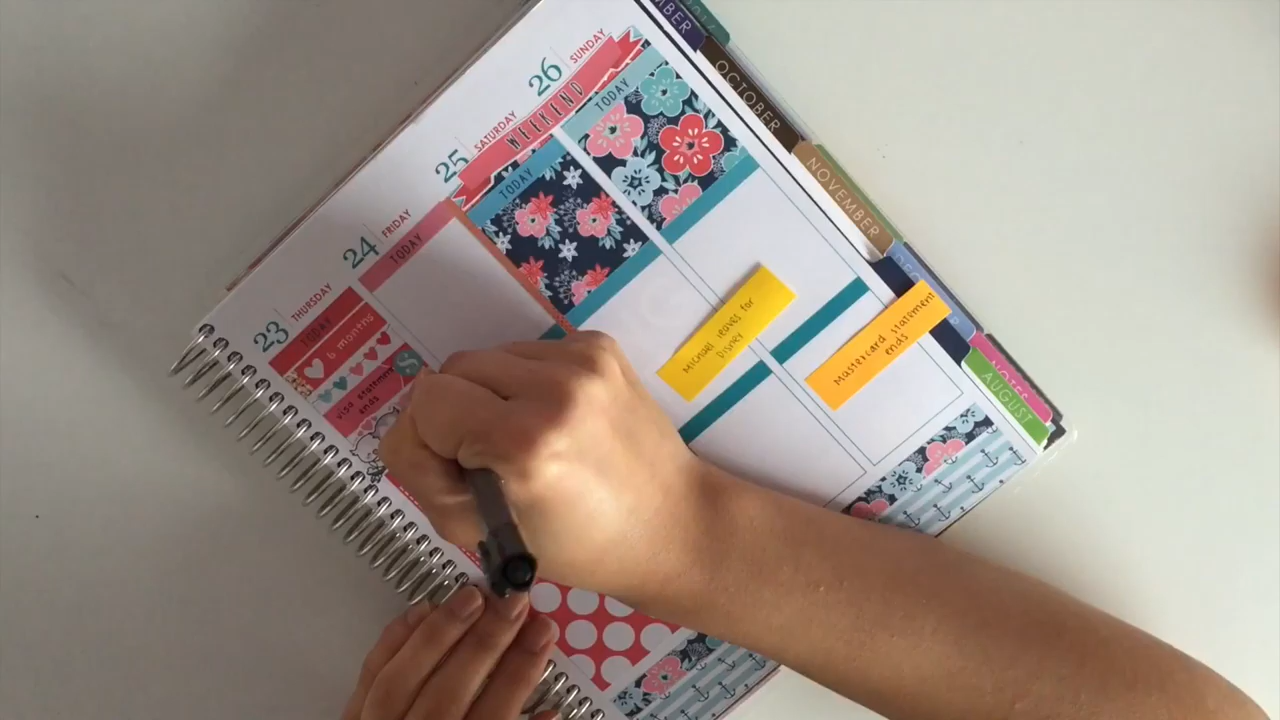 23
THURSDAY
TODAY
6 months
visa statement
ends
24
FRIDAY
TODAY
25
SATURDAY
26
SUNDAY
WEEKEND
TODAY
TODAY
Michael leaves for
Disney
Mastercard statement
ends
OCTOBER
NOVEMBER
NOTES
AUGUST